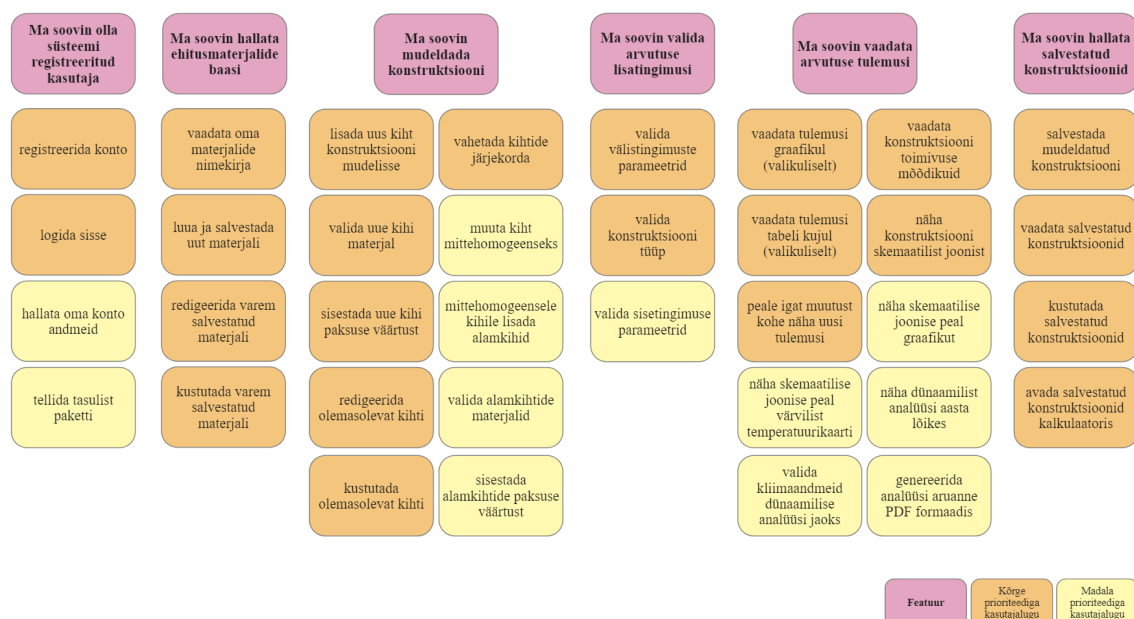 Ma soovin olla
süsteemi
registreeritud
kasutaja
registreerida konto
logida sisse
hallata oma konto
andmeid
tellida tasulist
paketti
Ma soovin hallata
ehitusmaterjalide
baasi
vaadata oma
materjalide
nimekirja
luua ja salvestada
uut materjali
redigeerida varem
salvestatud
materjali
kustutada varem
salvestatud
materjali
Ma soovin
mudeldada
konstruktsiooni
lisada uus kiht
konstruktsiooni
mudelisse
valida uue kihi
materjal
sisestada uue kihi
paksuse väärtust
redigeerida
olemasolevat kihti
kustutada
olemasolevat kihti
vahetada kihtide
järjekorda
muuta kiht
mittehomogeenseks
mittehomogeensele
kihile lisada
alamkihid
valida alamkihtide
materjalid
sisestada
alamkihtide paksuse
väärtust
Ma soovin valida
arvutuse
lisatingimusi
valida
välistingimuste
parameetrid
valida
konstruktsiooni
tüüp
valida sisetingimuse
parameetrid
Ma soovin vaadata
arvutuse tulemusi
vaadata tulemusi
graafikul
(valikuliselt)
vaadata tulemusi
tabeli kujul
(valikuliselt)
peale igat muutust
kohe näha uusi
tulemusi
näha skemaatilise
joonise peal
värvilist
temperatuurikaarti
valida
kliimaandmeid
dünaamilise
analüüsi jaoks
vaadata
konstruktsiooni
toimivuse
mõõdikuid
näha
konstruktsiooni
skemaatilist joonist
näha skemaatilise
joonise peal
graafikut
näha dünaamilist
analüüsi aasta
lõikes
genereerida
analüüsi aruanne
PDF formaadis
Ma soovin hallata
salvestatud
konstruktsioonid
salvestada
mudeldatud
konstruktsiooni
vaadata salvestatud
konstruktsioonid
kustutada
salvestatud
konstruktsioonid
avada salvestatud
konstruktsioonid
kalkulaatoris
Featuur
Kõrge
prioriteediga
kasutajalugu
Madala
prioriteediga
kasutajalugu